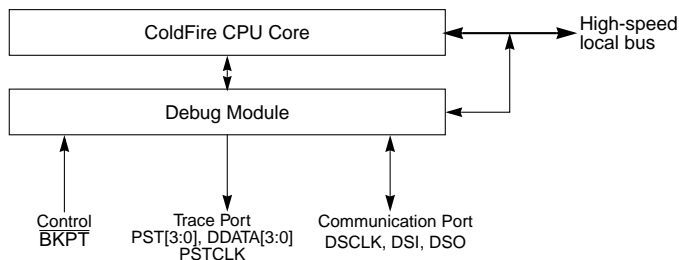 ColdFire CPU Core
High-speed
local bus
Debug Module
Control
BKPT
Trace Port
PST[3:0], DDATA[3:0]
PSTCLK
Communication Port
DSCLK, DSI, DSO